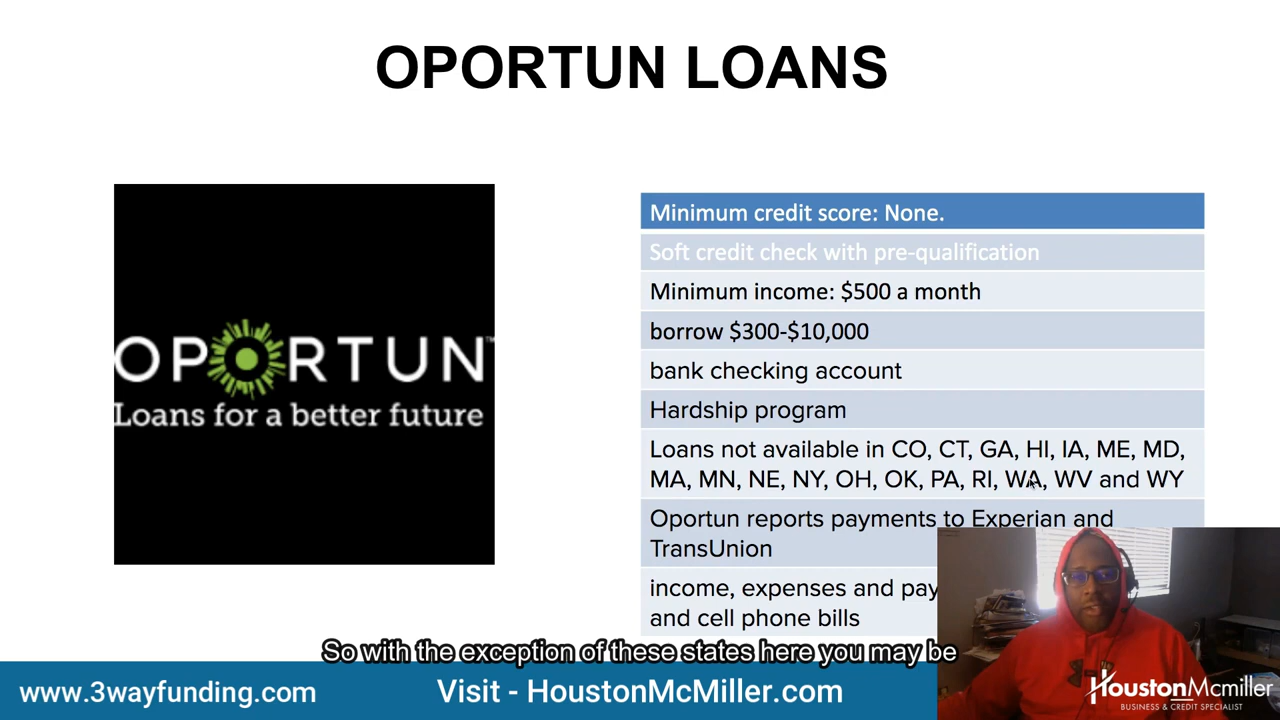 OPORTUN LOANS
OPORTUN™
Loans for a better future
Minimum credit score: None.
Soft credit check with pre-qualification
Minimum income: $500 a month
borrow $300-$10,000
bank checking account
Hardship program
Loans not available in CO, CT, GA, HI, IA, ME, MD,
MA, MN, NE, NY, OH, OK, PA, RI, WA, WV and WY
Oportun reports payments to Experian and
TransUnion
income, expenses and pay
and cell phone bills
So with the exception of these states here you may be
www.3wayfunding.com
Visit - HoustonMcMiller.com
HoustonMcmiller
BUSINESS & CREDIT SPECIALIST